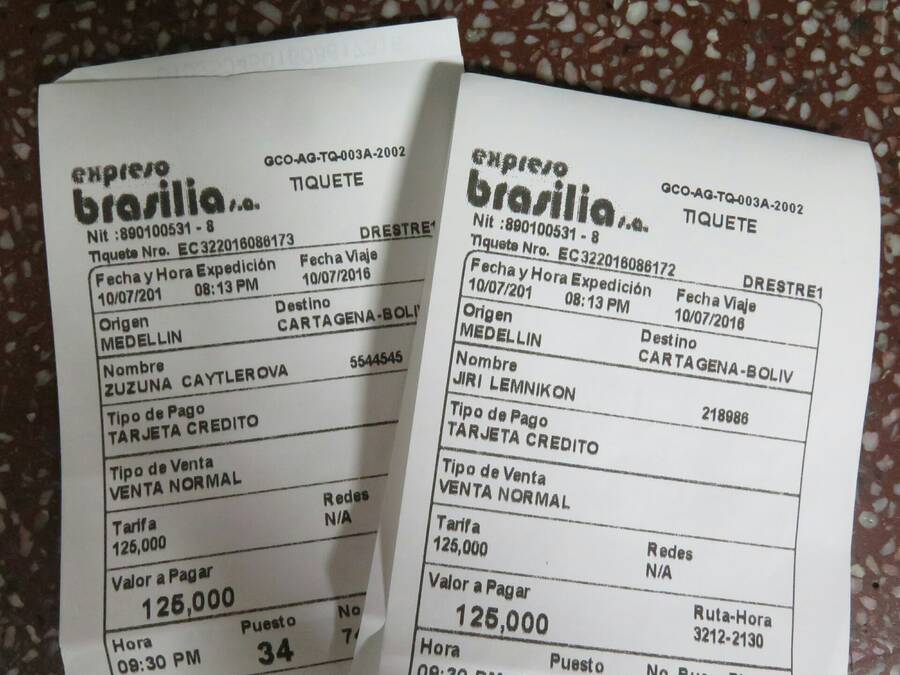 expreso
brasilia s.a.
GCO-AG-TQ-003A-2002
TIQUETE
Nit :890100531 - 8
DRESTRE1
Tiquete Nro. EC322016086173
Fecha y Hora Expedición Fecha Viaje
10/07/201 08:13 PM 10/07/2016
Origen Destino
MEDELLIN CARTAGENA-BOLI
Nombre 5544545
ZUZUNA CAYTLEROVA
Tipo de Pago
TARJETA CREDITO
Tipo de Venta
VENTA NORMAL
Tarifa Redes
125,000 N/A
Valor a Pagar
125,000
Hora Puesto No
09:30 PM 34
expreso
brasilia s.a.
GCO-AG-TQ-003A-2002
TIQUETE
Nit :890100531 - 8
Tiquete Nro. EC322016086172
DRESTRE1
Fecha y Hora Expedición Fecha Viaje
10/07/201 08:13 PM 10/07/2016
Origen Destino
MEDELLIN CARTAGENA-BOLIV
Nombre
JIRI LEMNIKON 218986
Tipo de Pago
TARJETA CREDITO
Tipo de Venta
VENTA NORMAL
Tarifa Redes
125,000 N/A
Valor a Pagar Ruta-Hora
125,000 3212-2130
Hora Puesto No
09:30 PM